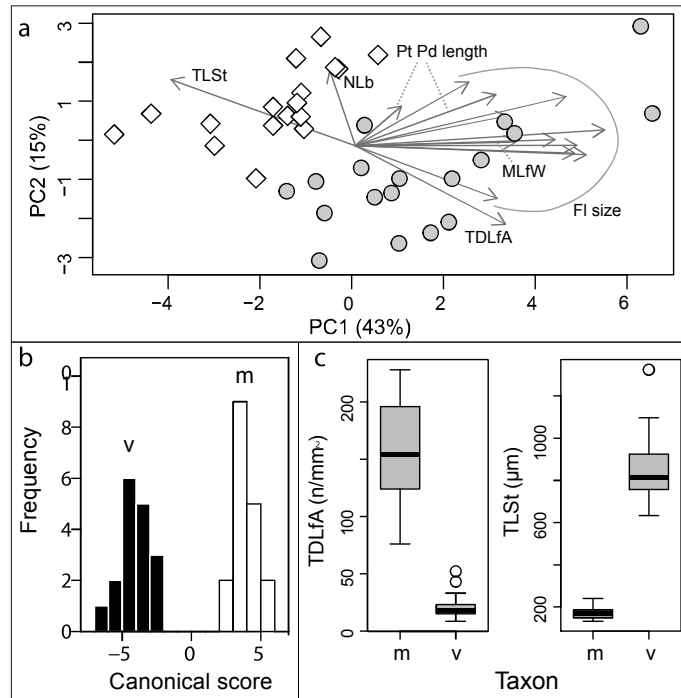 a
3
1
−1
−3
PC2 (15%)
TLSt
NLb
Pt Pd length
MLfW
Fl size
TDLfA
−4
−2
0
2
4
6
PC1 (43%)
b
m
v
0
1
8
6
4
2
0
Frequency
−5
0
5
Canonical score
c
200
100
50
0
TDLfA (n/mm²)
m
v
1000
600
200
TLSt (µm)
m
v
Taxon